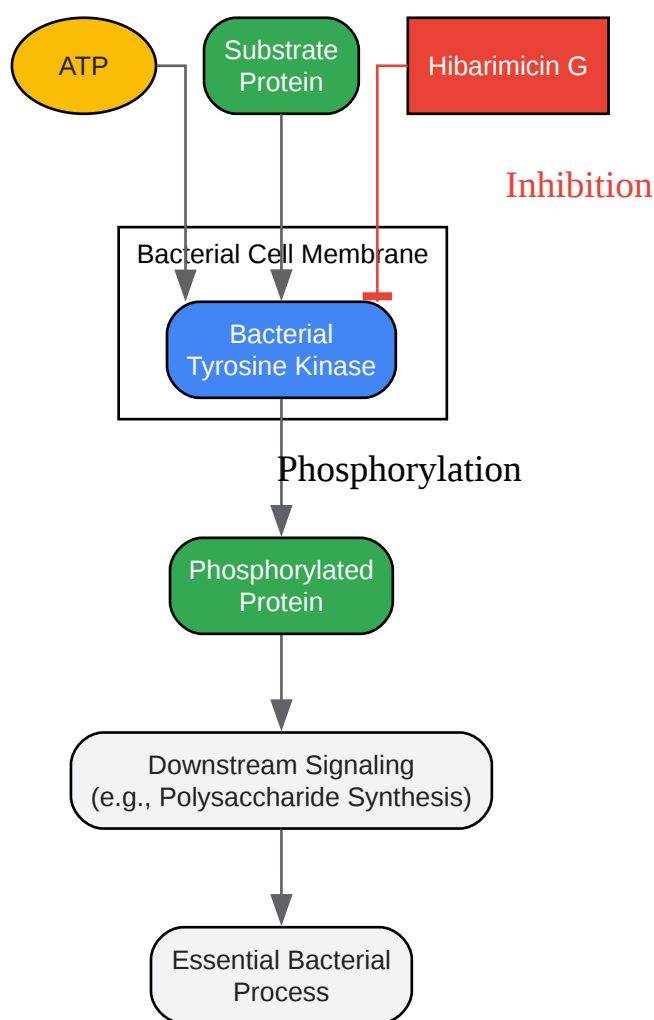 ATP
Substrate
Protein
Hibarimicin G
Inhibition
Bacterial Cell Membrane
Bacterial
Tyrosine Kinase
Phosphorylation
Phosphorylated
Protein
Downstream Signaling
(e.g., Polysaccharide Synthesis)
Essential Bacterial
Process